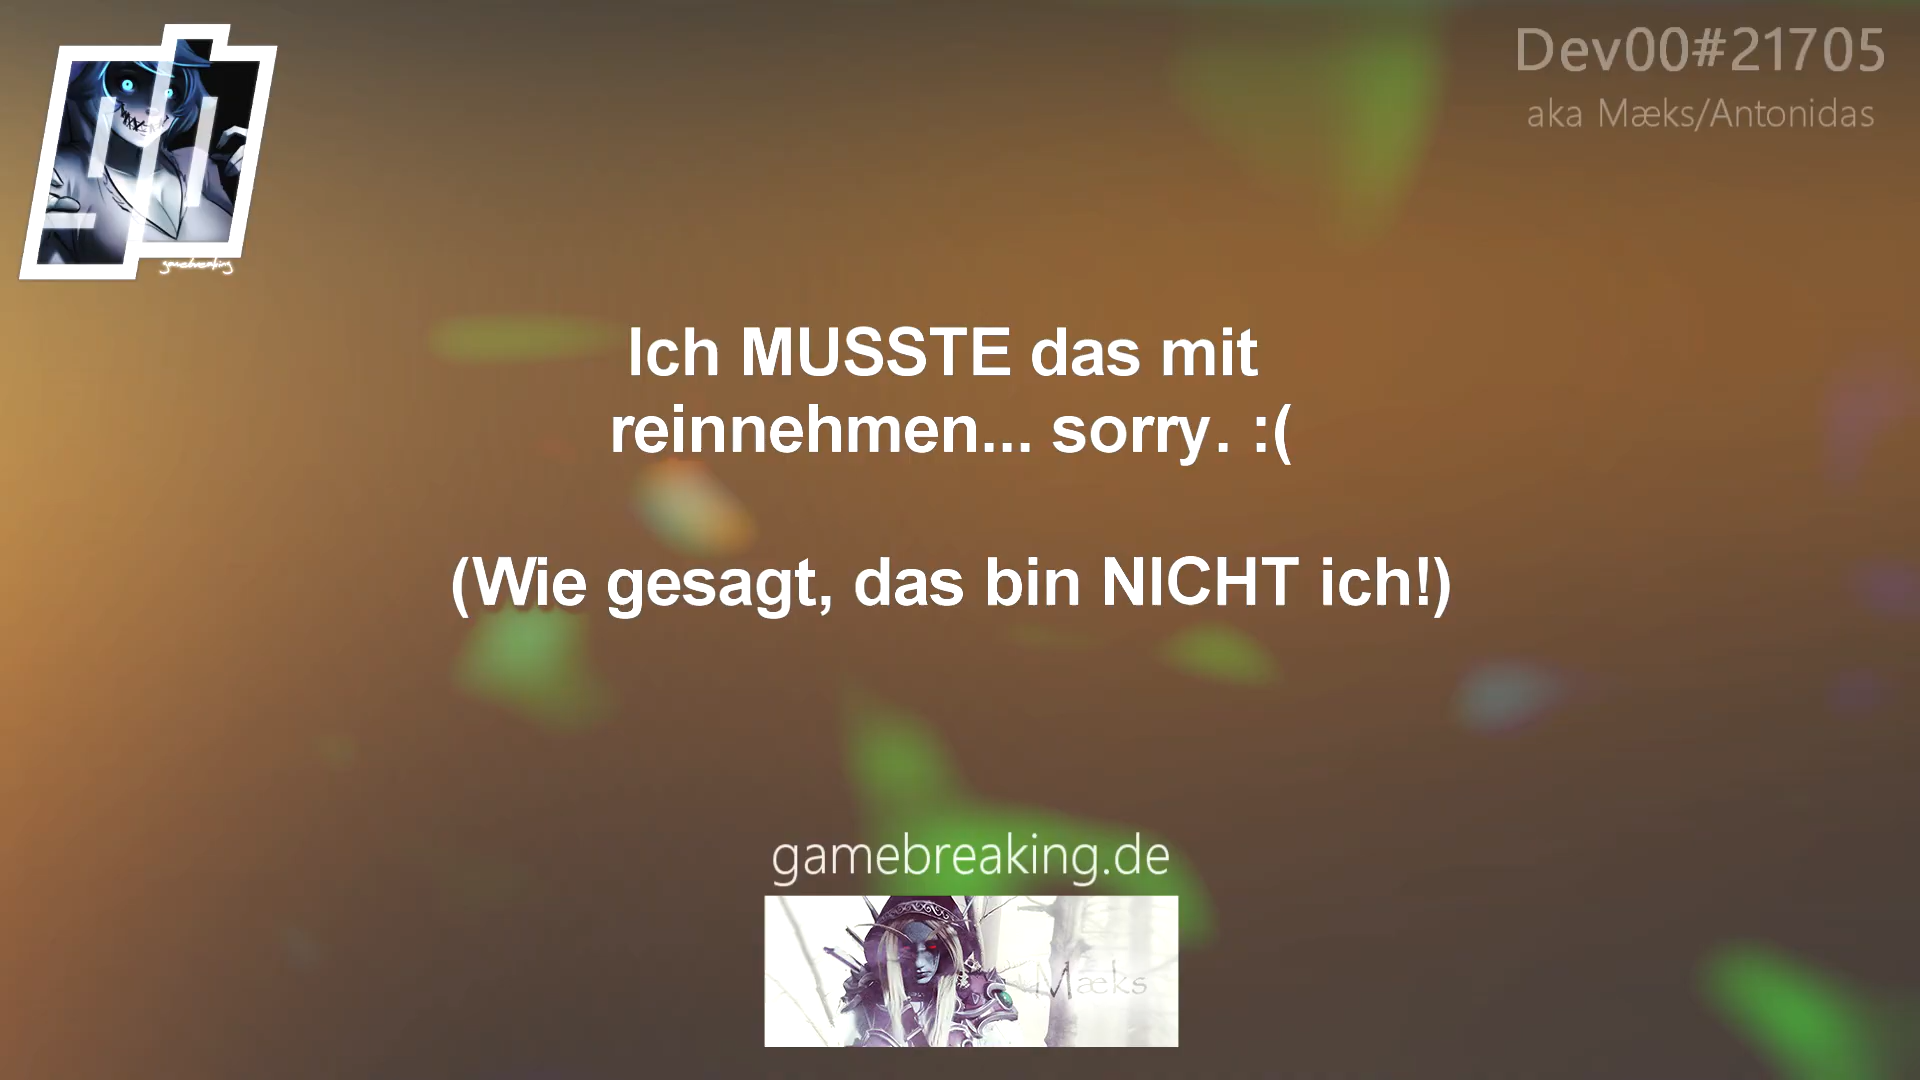 Dev00#21705
aka Mæks/Antonidas
gamebreaking
Ich MUSSTE das mit
reinnehmen... sorry. :(
(Wie gesagt, das bin NICHT ich!)
gamebreaking.de
Mæks